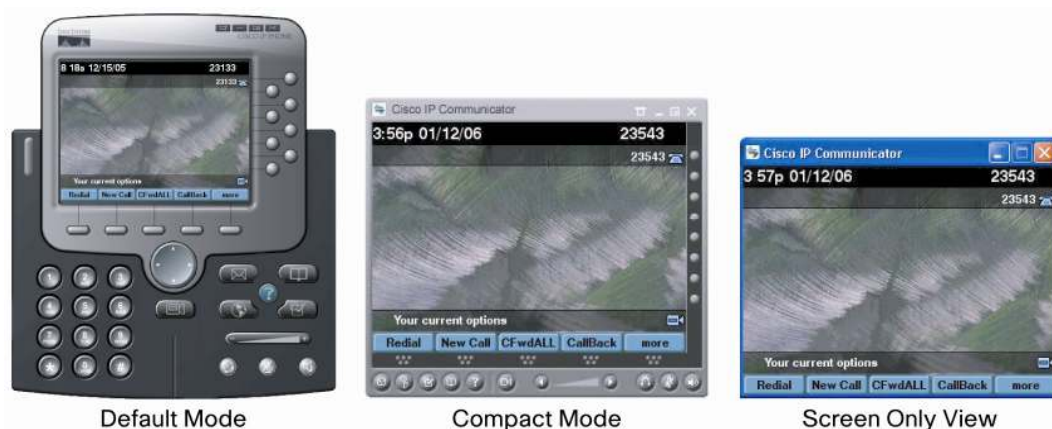 8 18a 12/15/05 23133
23133
Your current options
Redial New Call CFwdALL CallBack more
1 2 3
* #
Default Mode
Cisco IP Communicator
3:56p 01/12/06 23543
23543
Your current options
Redial New Call CFwdALL CallBack more
?
Compact Mode
Cisco IP Communicator
3 57p 01/12/06 23543
23543
Your current options
Redial New Call CFwdALL CallBack more
Screen Only View